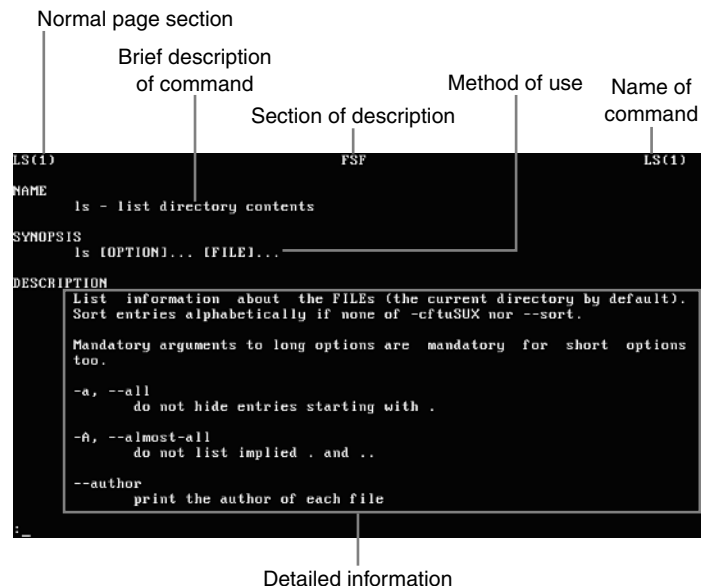 Normal page section
Brief description
of command
Method of use
Name of
command
Section of description
LS(1) FSF LS(1)
NAME
ls - list directory contents
SYNOPSIS
ls [OPTION]... [FILE]...
DESCRIPTION
List information about the FILEs (the current directory by default).
Sort entries alphabetically if none of -cftuSUX nor --sort.
Mandatory arguments to long options are mandatory for short options
too.
-a, --all
do not hide entries starting with .
-A, --almost-all
do not list implied . and ..
--author
print the author of each file
:_
Detailed information